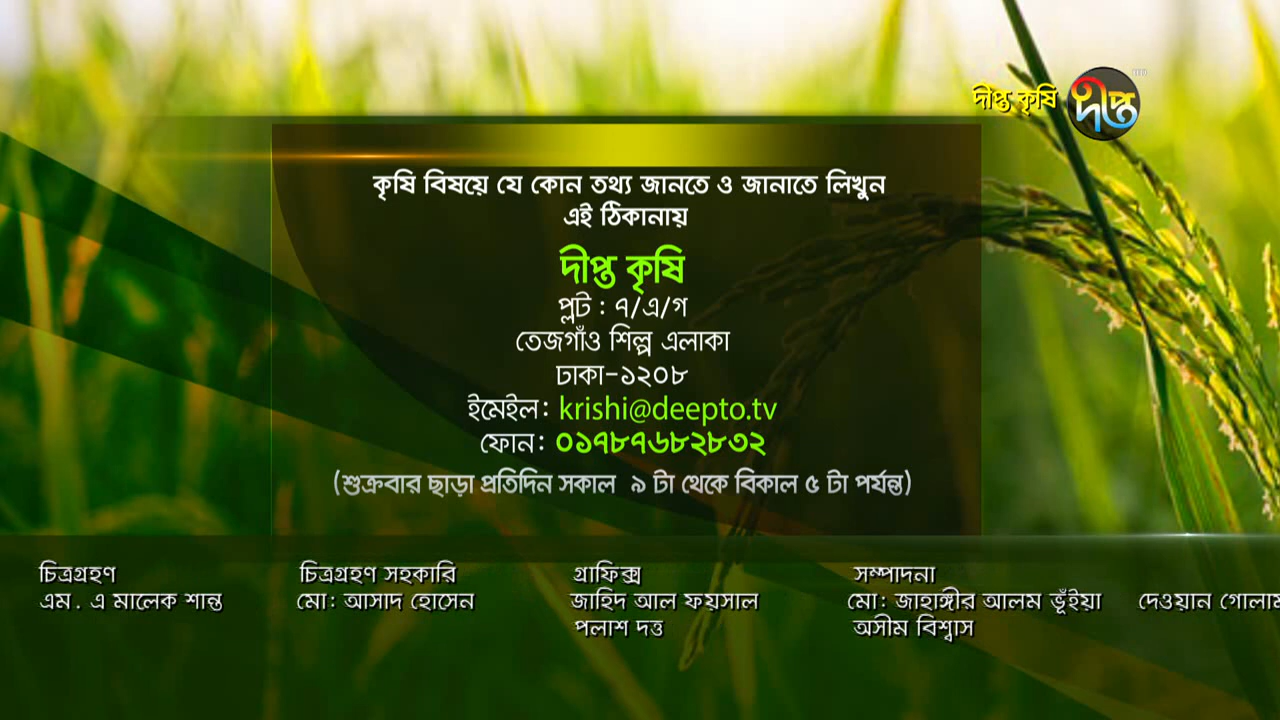 দীপ্ত কৃষি দীপ্ত
কৃষি বিষয়ে যে কোন তথ্য জানতে ও জানাতে লিখুন
এই ঠিকানায়
দীপ্ত কৃষি
প্লট : ৭/এ/গ
তেজগাঁও শিল্প এলাকা
ঢাকা-১২০৮
ইমেইল: krishi@deepto.tv
ফোন: ০১৭৮৭৬৮২৮৩২
(শুক্রবার ছাড়া প্রতিদিন সকাল ৯ টা থেকে বিকাল ৫ টা পর্যন্ত)
চিত্রগ্রহণ চিত্রগ্রহণ সহকারি গ্রাফিক্স সম্পাদনা
এম. এ মালেক শান্ত মো: আসাদ হোসেন জাহিদ আল ফয়সাল মো: জাহাঙ্গীর আলম ভূঁইয়া দেওয়ান গোলাম
পলাশ দত্ত অসীম বিশ্বাস